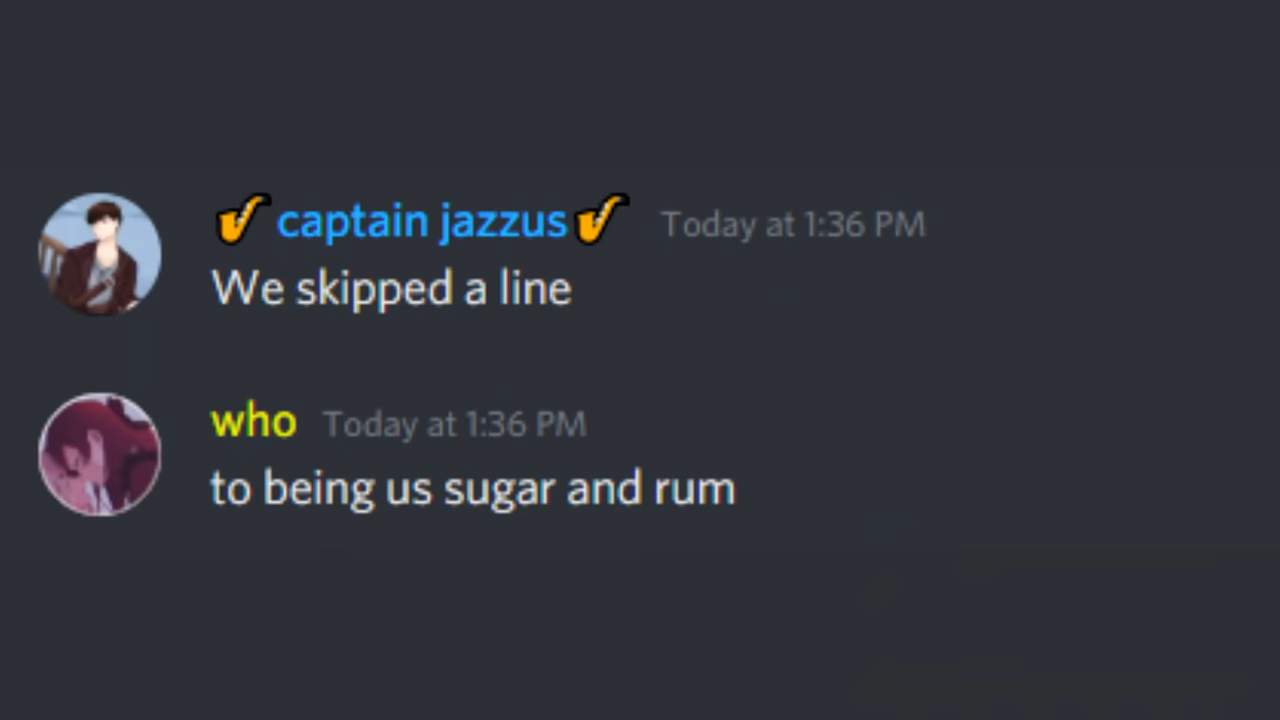 captain jazzus Today at 1:36 PM
We skipped a line
who Today at 1:36 PM
to being us sugar and rum